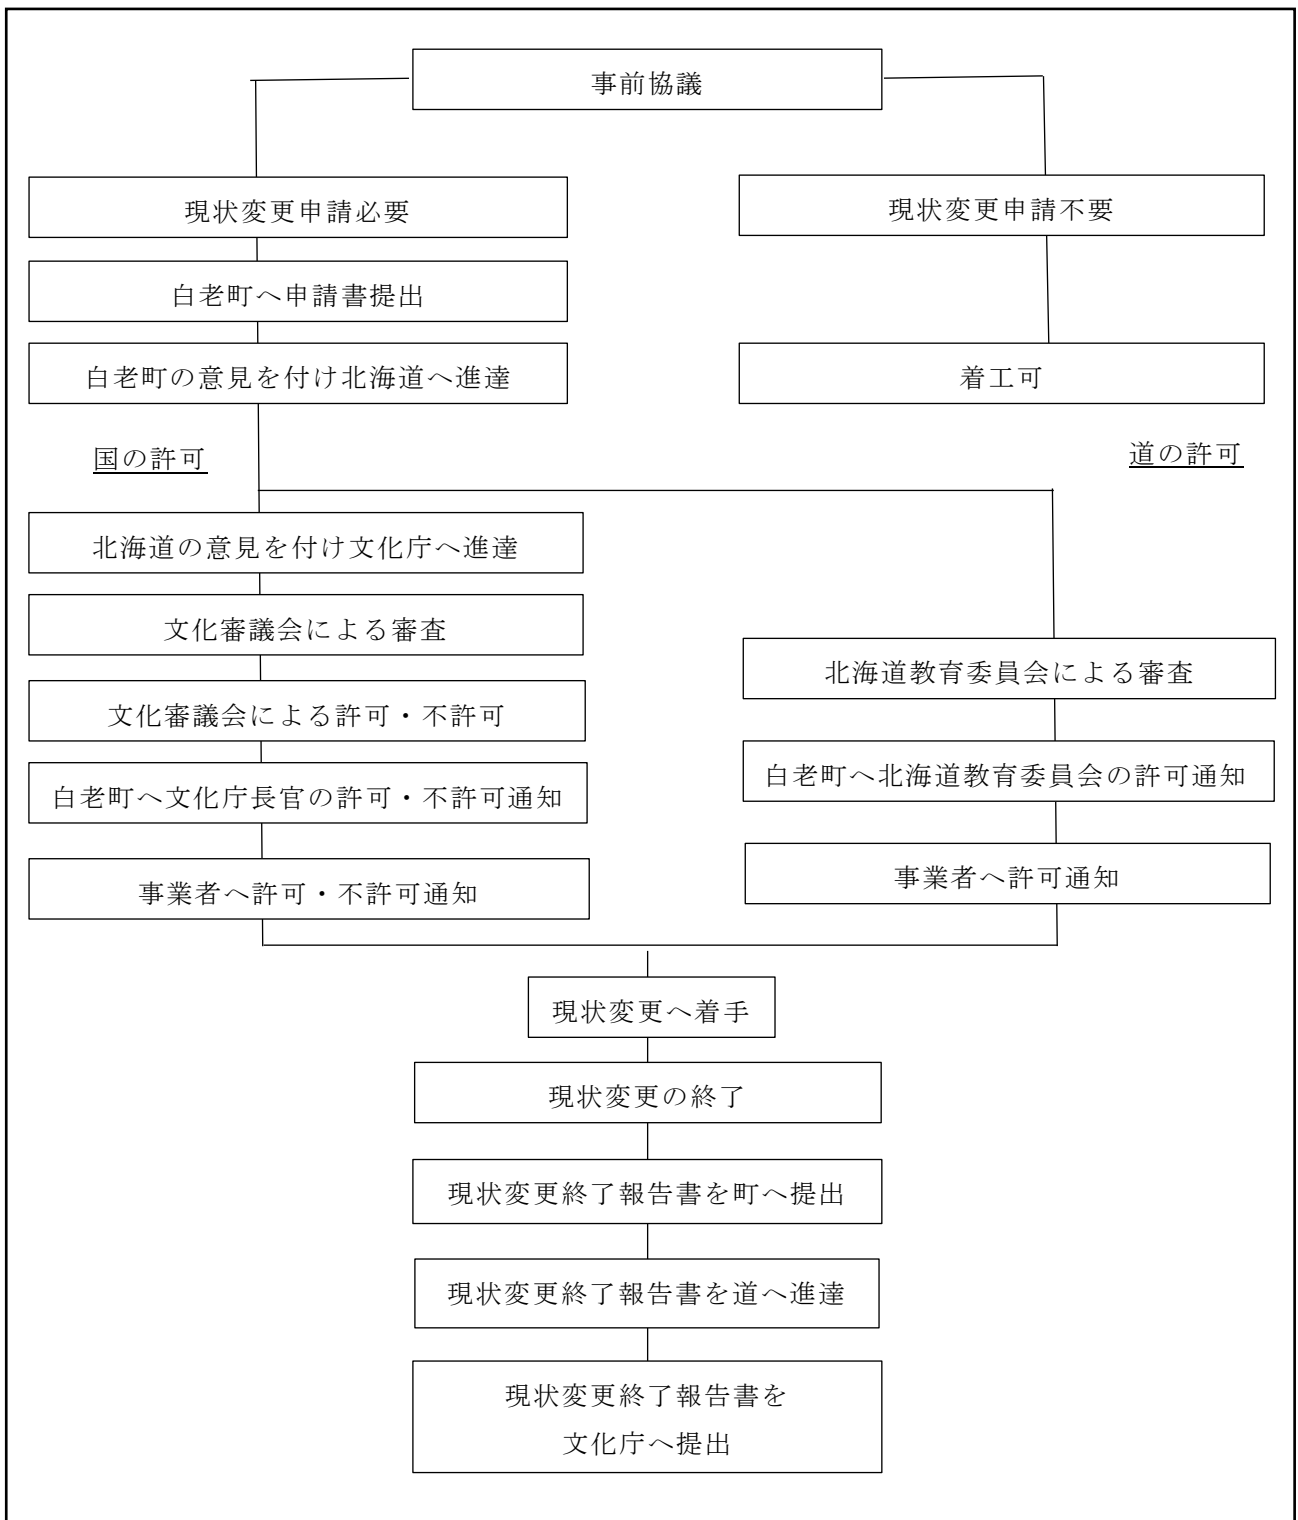 事前協議
現状変更申請必要
現状変更申請不要
白老町へ申請書提出
白老町の意見を付け北海道へ進達
着工可
国の許可
道の許可
北海道の意見を付け文化庁へ進達
文化審議会による審査
北海道教育委員会による審査
文化審議会による許可・不許可
白老町へ北海道教育委員会の許可通知
白老町へ文化庁長官の許可・不許可通知
事業者へ許可通知
事業者へ許可・不許可通知
現状変更へ着手
現状変更の終了
現状変更終了報告書を町へ提出
現状変更終了報告書を道へ進達
現状変更終了報告書を
文化庁へ提出